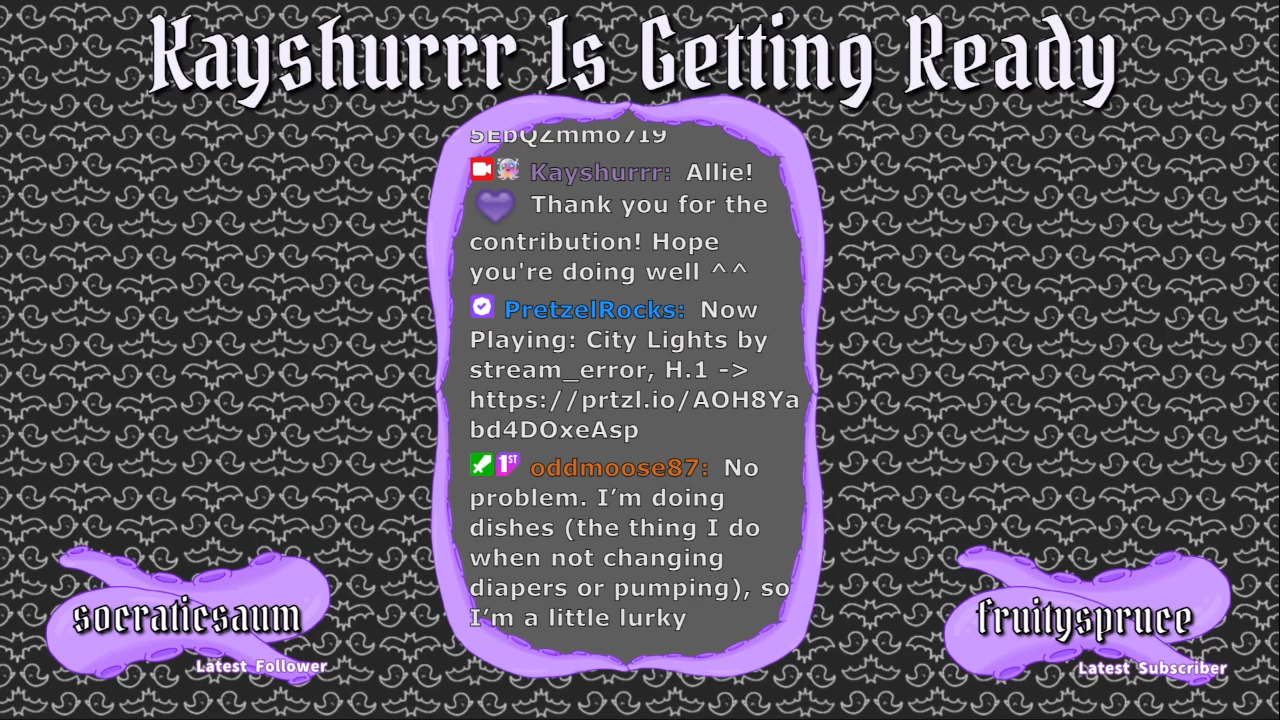 Kayshurrr Is Getting Ready
5EbQZmmo719
Kayshurrr: Allie!
Thank you for the
contribution! Hope
you're doing well ^^
PretzelRocks: Now
Playing: City Lights by
stream_error, H.1 ->
https://prtzl.io/AOH8Ya
bd4DOxeAsp
1ST oddmoose87: No
problem. I’m doing
dishes (the thing I do
when not changing
diapers or pumping), so
I’m a little lurky
socraticsaum
Latest Follower
fruityspruce
Latest Subscriber